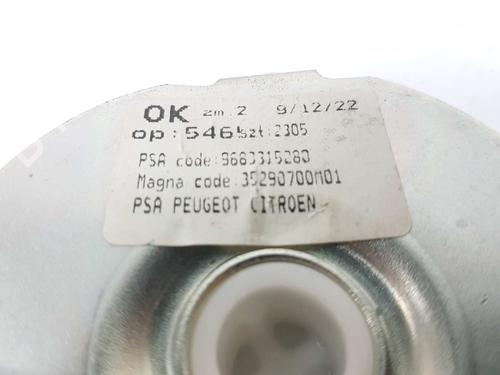 OK zm.2 9/12/22
op:546 szt:2305
PSA code:9683315280
Magna code:35290700M01
PSA PEUGEOT CITROEN